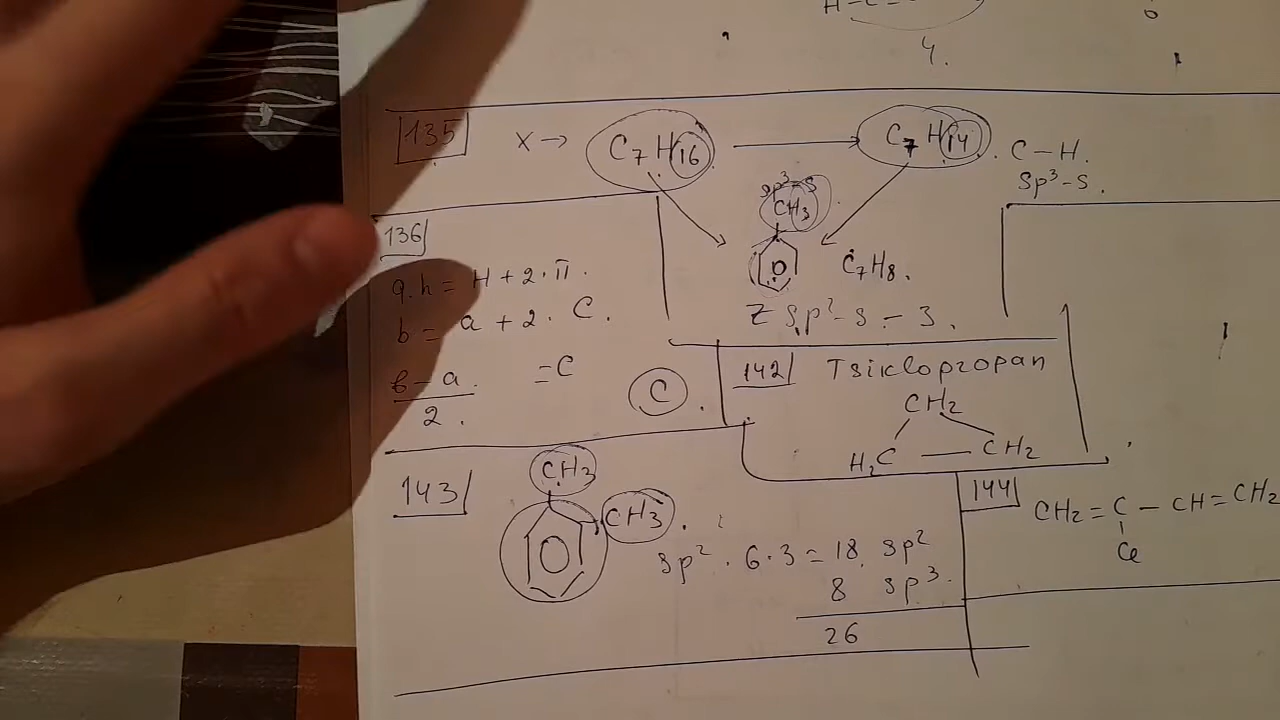 4.
135 X → C7H16 → C7H14. C–H.
sp³–s.
sp³–s
CH3
C7H8.
Σ sp²–s – 3.
136
a.h = H + 2·π.
b = a + 2· C.
b – a. = C
2.
C.
142 Tsiklopropan
CH2
H2C — CH2
143
CH3
CH3.
sp² · 6·3 = 18. sp²
8 sp³.
26
144
CH2 = C – CH = CH2
Cl